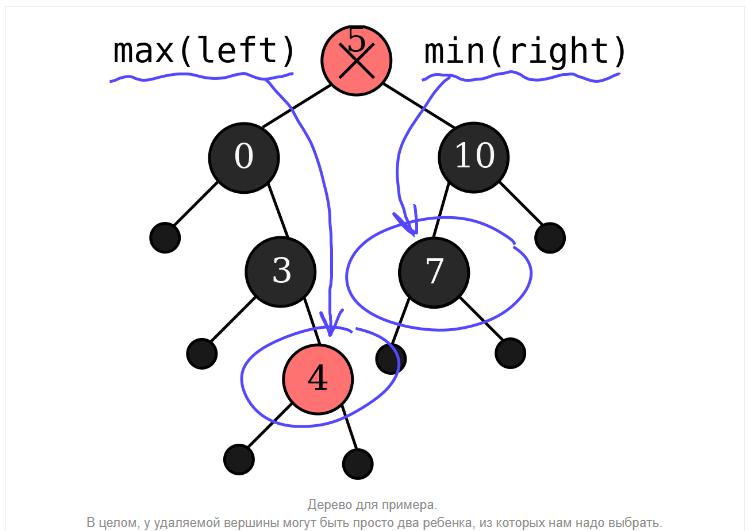 max(left) 5 min(right)
0 10
3 7
4
Дерево для примера.
В целом, у удаляемой вершины могут быть просто два ребенка, из которых нам надо выбрать.